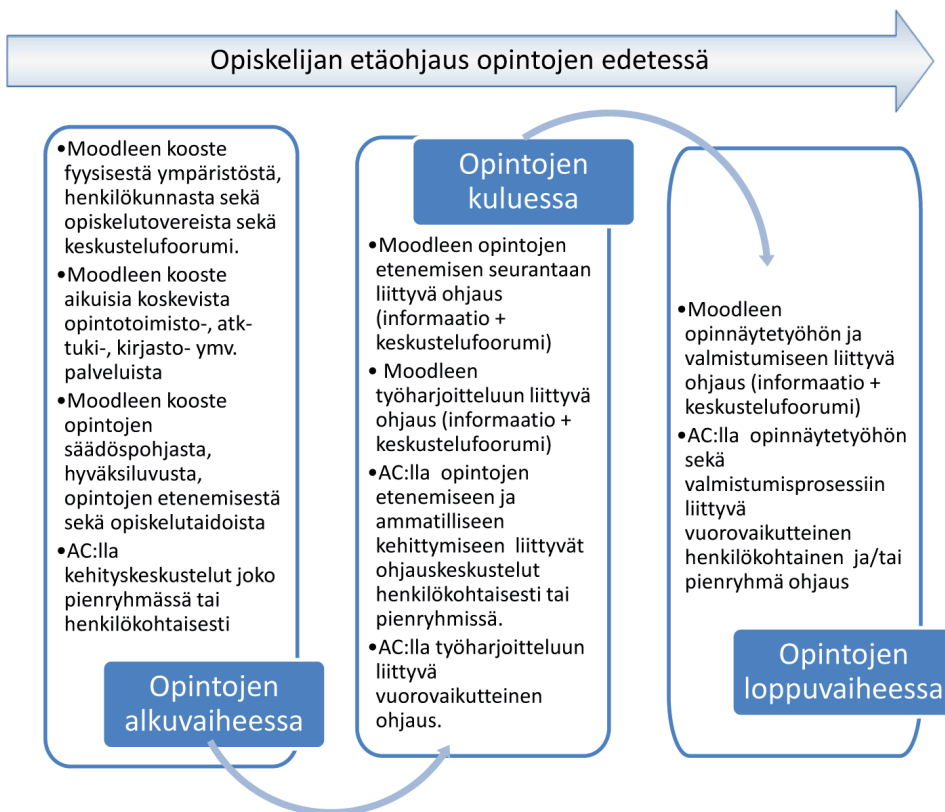 Opiskelijan etäohjaus opintojen edetessä
•Moodleen kooste
fyysisestä ympäristöstä,
henkilökunnasta sekä
opiskelutovereista sekä
keskustelufoorumi.
•Moodleen kooste
aikuisia koskevista
opintotoimisto-, atk-
tuki-, kirjasto- ymv.
palveluista
•Moodleen kooste
opintojen
säädöspohjasta,
hyväksiluvusta,
opintojen etenemisestä
sekä opiskelutaidoista
•AC:lla
kehityskeskustelut joko
pienryhmässä tai
henkilökohtaisesti
Opintojen
alkuvaiheessa
Opintojen
kuluessa
•Moodleen opintojen
etenemisen seurantaan
liittyvä ohjaus
(informaatio +
keskustelufoorumi)
• Moodleen
työharjoitteluun liittyvä
ohjaus (informaatio +
keskustelufoorumi)
•AC:lla opintojen
etenemiseen ja
ammatilliseen
kehittymiseen liittyvät
ohjauskeskustelut
henkilökohtaisesti tai
pienryhmissä.
•AC:lla työharjoitteluun
liittyvä
vuorovaikutteinen
ohjaus.
•Moodleen
opinnäytetyöhön ja
valmistumiseen liittyvä
ohjaus (informaatio +
keskustelufoorumi)
•AC:lla opinnäytetyöhön
sekä
valmistumisprosessiin
liittyvä
vuorovaikutteinen
henkilökohtainen ja/tai
pienryhmä ohjaus
Opintojen
loppuvaiheessa